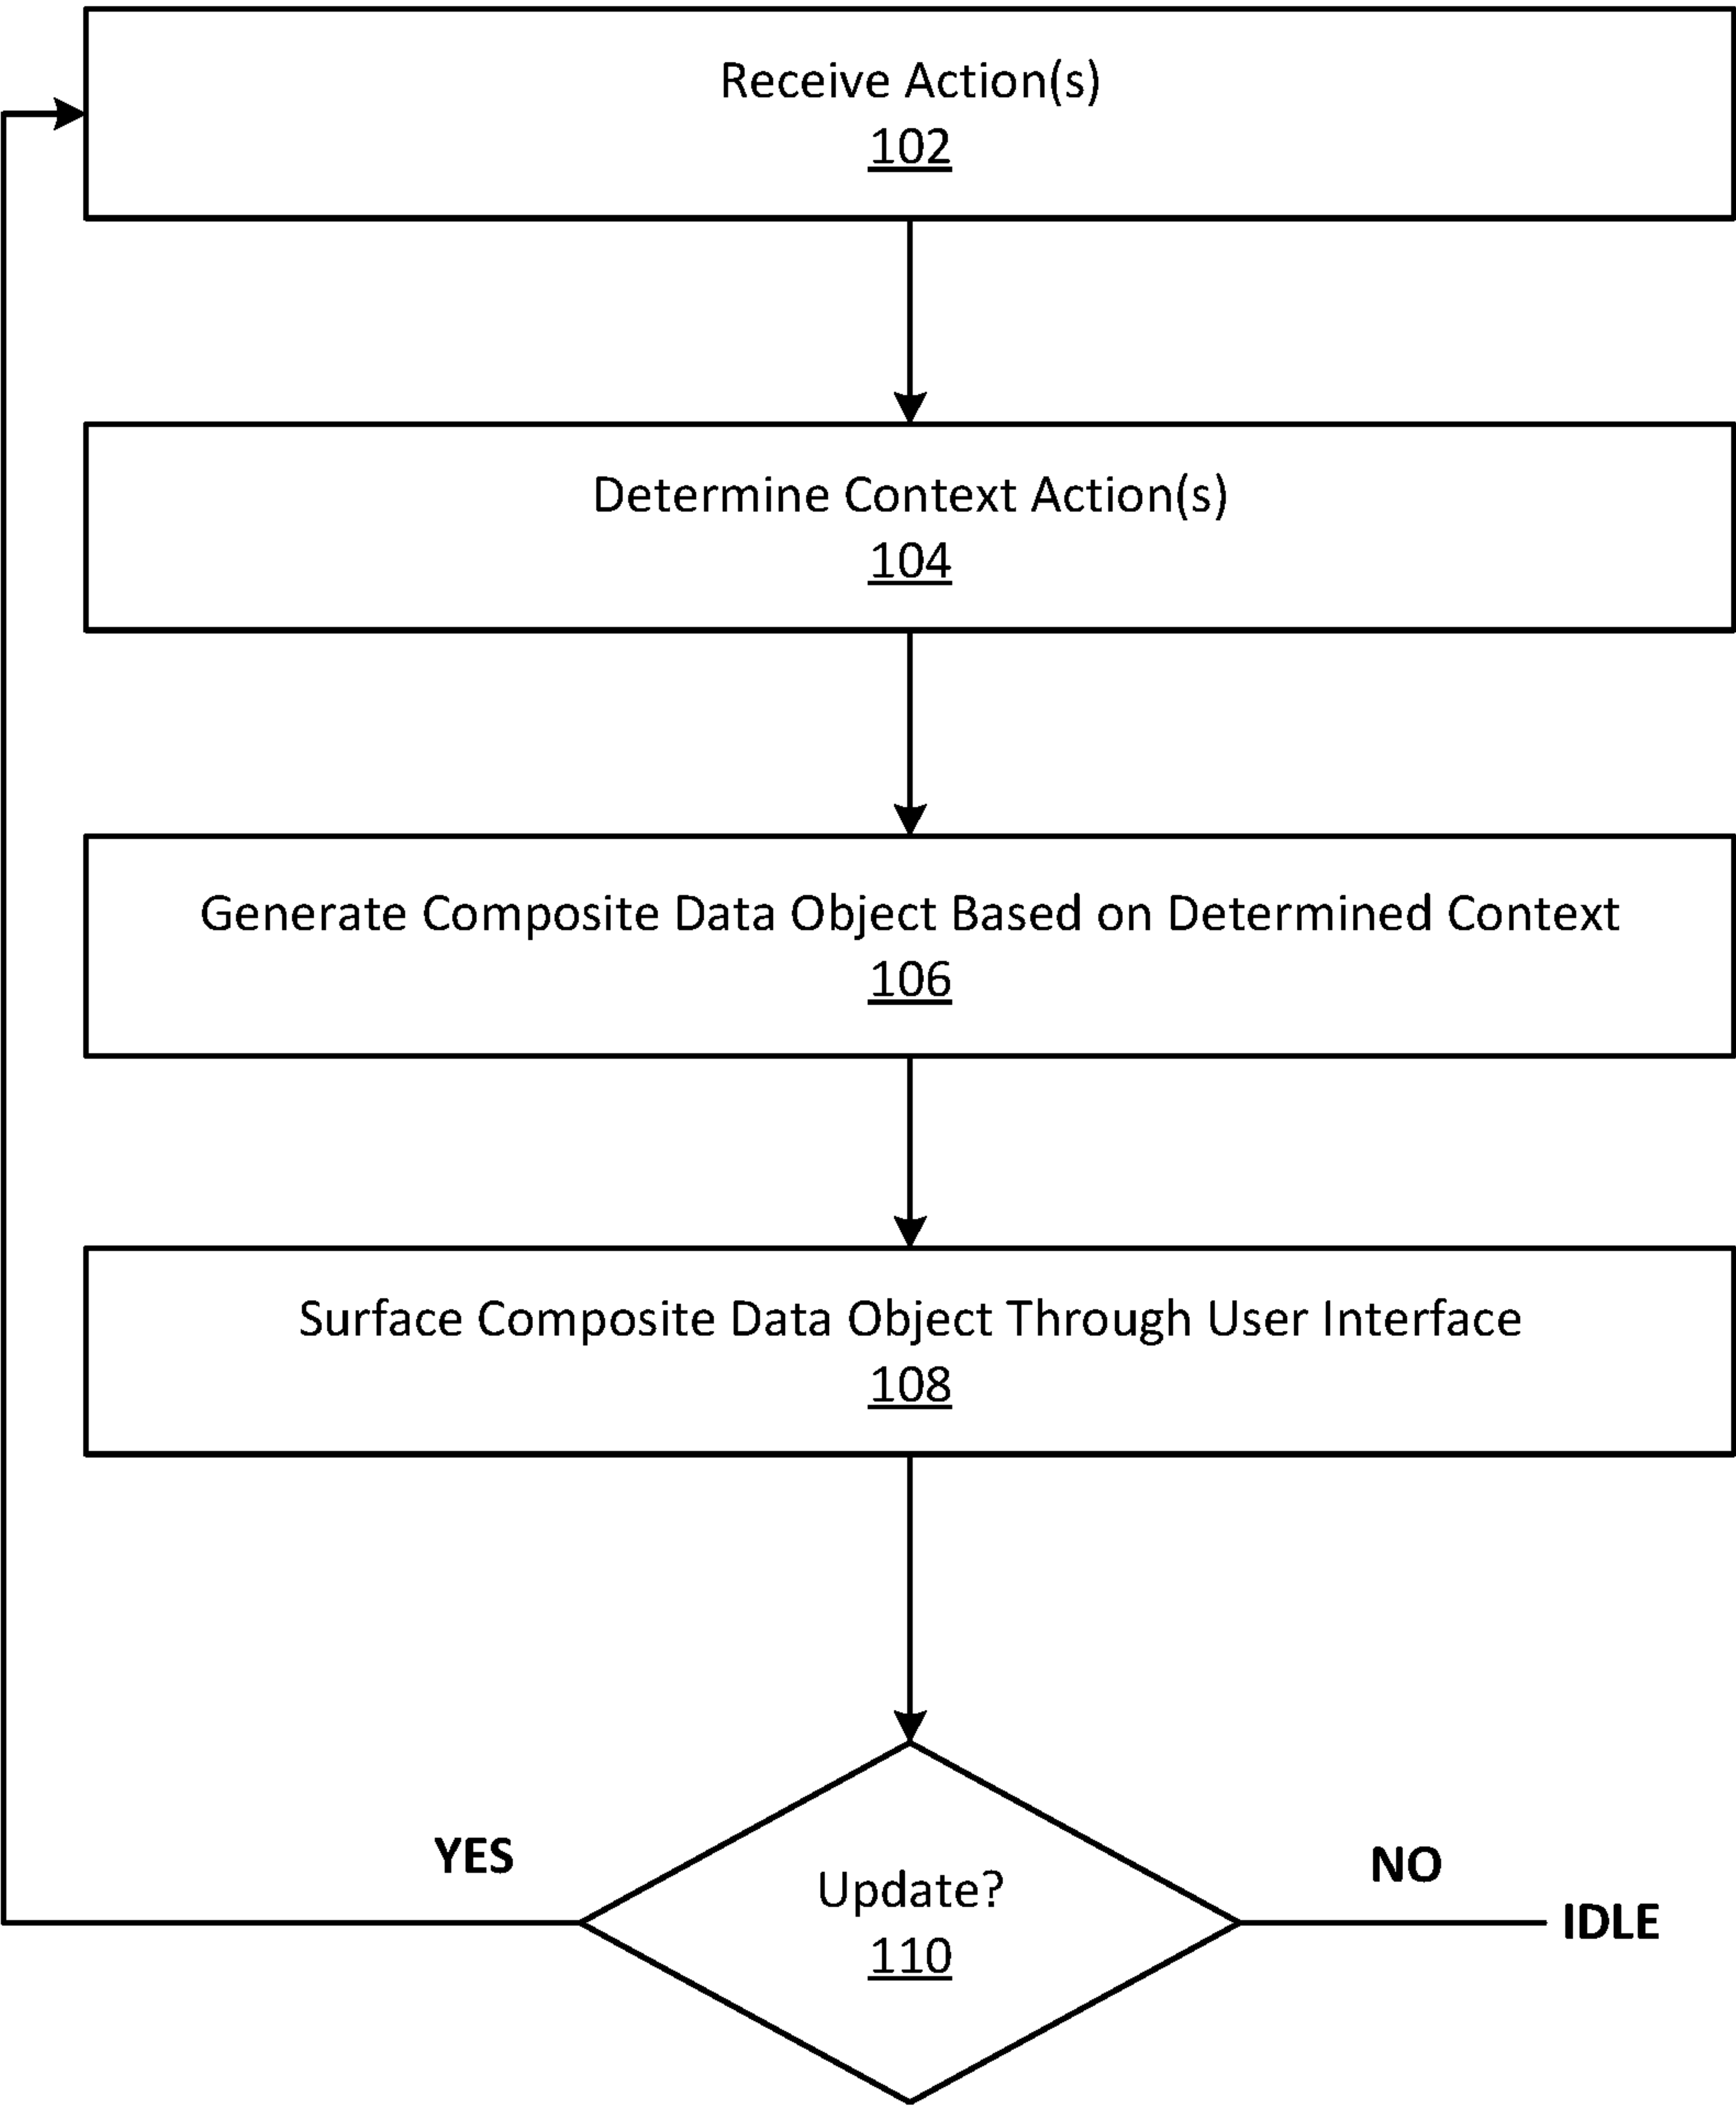 Receive Action(s)
102
Determine Context Action(s)
104
Generate Composite Data Object Based on Determined Context
106
Surface Composite Data Object Through User Interface
108
YES
Update?
110
NO
IDLE